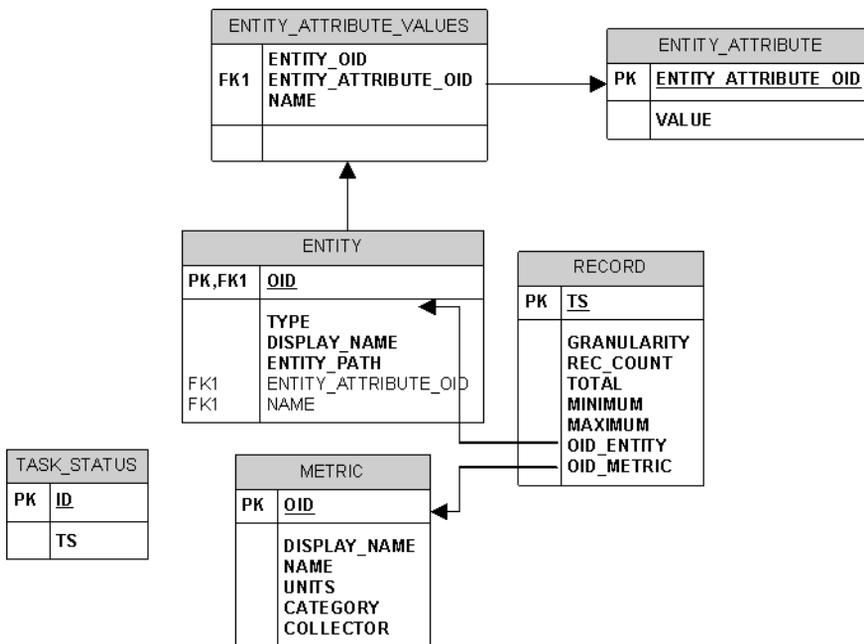 ENTITY_ATTRIBUTE_VALUES
ENTITY_OID
FK1 ENTITY_ATTRIBUTE_OID
NAME
ENTITY_ATTRIBUTE
PK ENTITY_ATTRIBUTE_OID
VALUE
ENTITY
PK,FK1 OID
TYPE
DISPLAY_NAME
ENTITY_PATH
FK1 ENTITY_ATTRIBUTE_OID
FK1 NAME
RECORD
PK TS
GRANULARITY
REC_COUNT
TOTAL
MINIMUM
MAXIMUM
OID_ENTITY
OID_METRIC
TASK_STATUS
PK ID
TS
METRIC
PK OID
DISPLAY_NAME
NAME
UNITS
CATEGORY
COLLECTOR